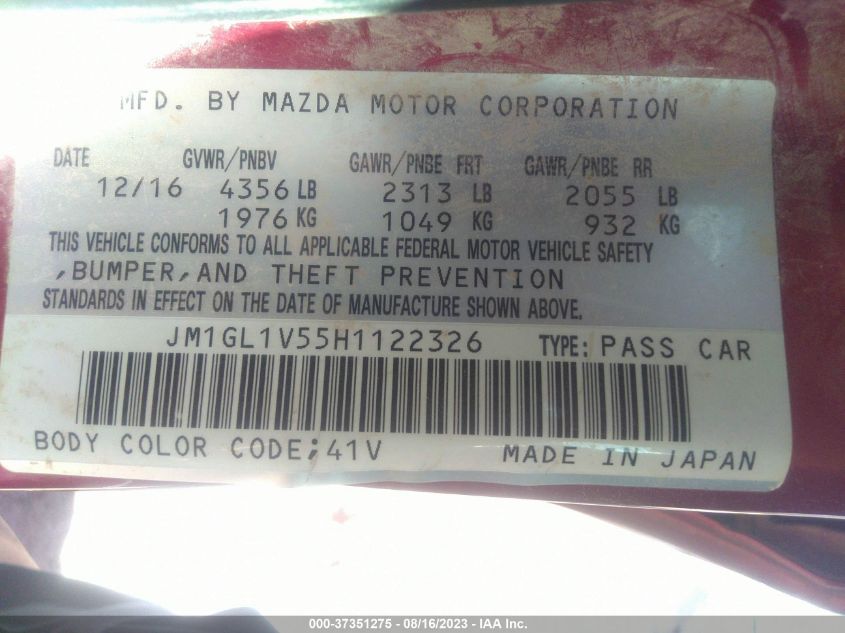 MFD. BY MAZDA MOTOR CORPORATION
DATE GVWR/PNBV GAWR/PNBE FRT GAWR/PNBE RR
12/16 4356 LB 2313 LB 2055 LB
1976 KG 1049 KG 932 KG
THIS VEHICLE CONFORMS TO ALL APPLICABLE FEDERAL MOTOR VEHICLE SAFETY
,BUMPER,AND THEFT PREVENTION
STANDARDS IN EFFECT ON THE DATE OF MANUFACTURE SHOWN ABOVE.
JM1GL1V55H1122326 TYPE: PASS CAR
BODY COLOR CODE;41V MADE IN JAPAN
000-37351275 - 08/16/2023 - IAA Inc.